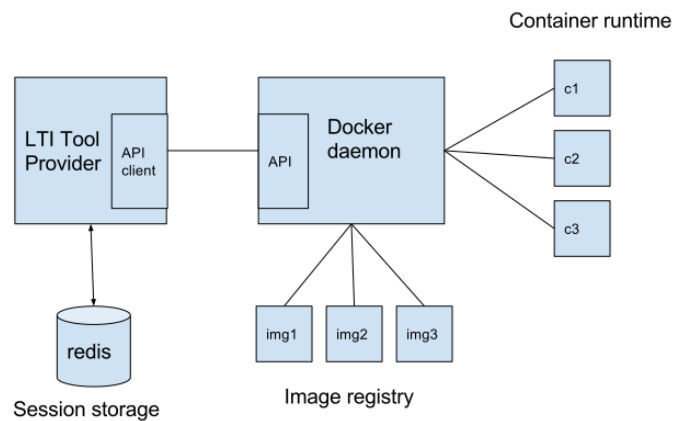 Container runtime
LTI Tool
Provider
API
client
API
Docker
daemon
c1
c2
c3
img1
img2
img3
redis
Image registry
Session storage